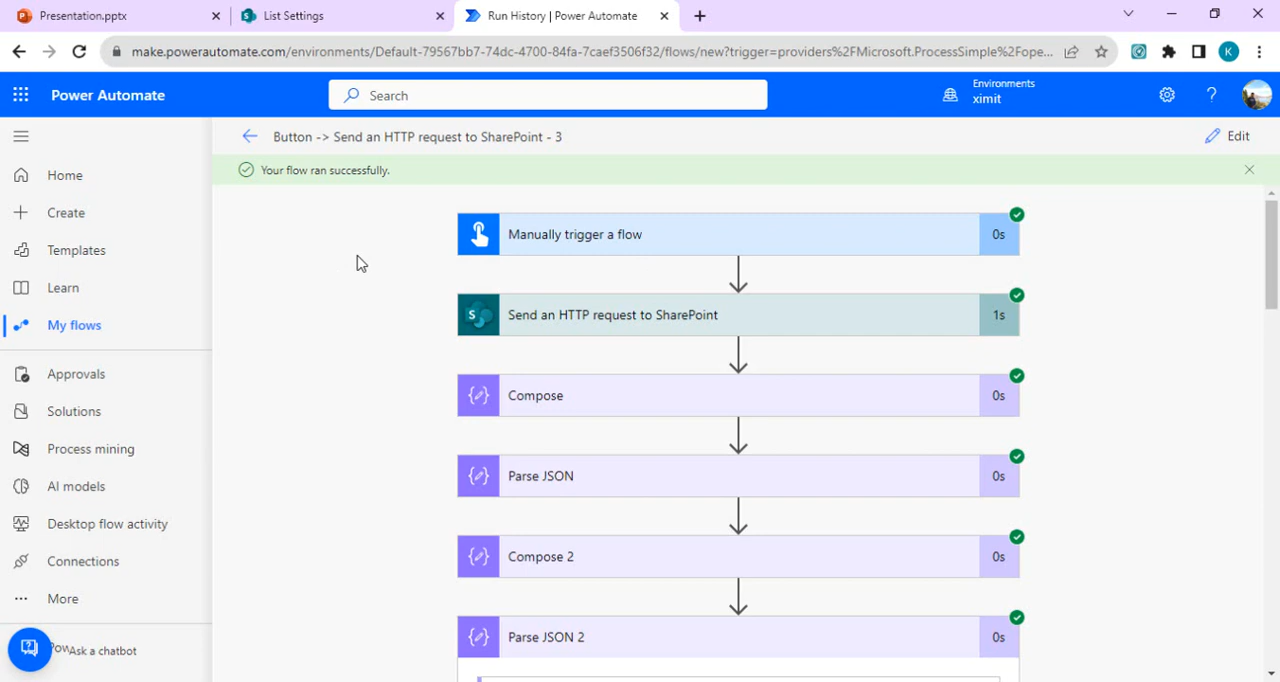 Presentation.pptx
List Settings
Run History | Power Automate
make.powerautomate.com/environments/Default-79567bb7-74dc-4700-84fa-7caef3506f32/flows/new?trigger=providers%2FMicrosoft.ProcessSimple%2Fope...
K
Power Automate
Search
Environments
ximit
Button -> Send an HTTP request to SharePoint - 3
Edit
Your flow ran successfully.
Home
Create
Templates
Learn
My flows
Approvals
Solutions
Process mining
AI models
Desktop flow activity
Connections
More
Ask a chatbot
Manually trigger a flow
0s
Send an HTTP request to SharePoint
1s
Compose
0s
Parse JSON
0s
Compose 2
0s
Parse JSON 2
0s